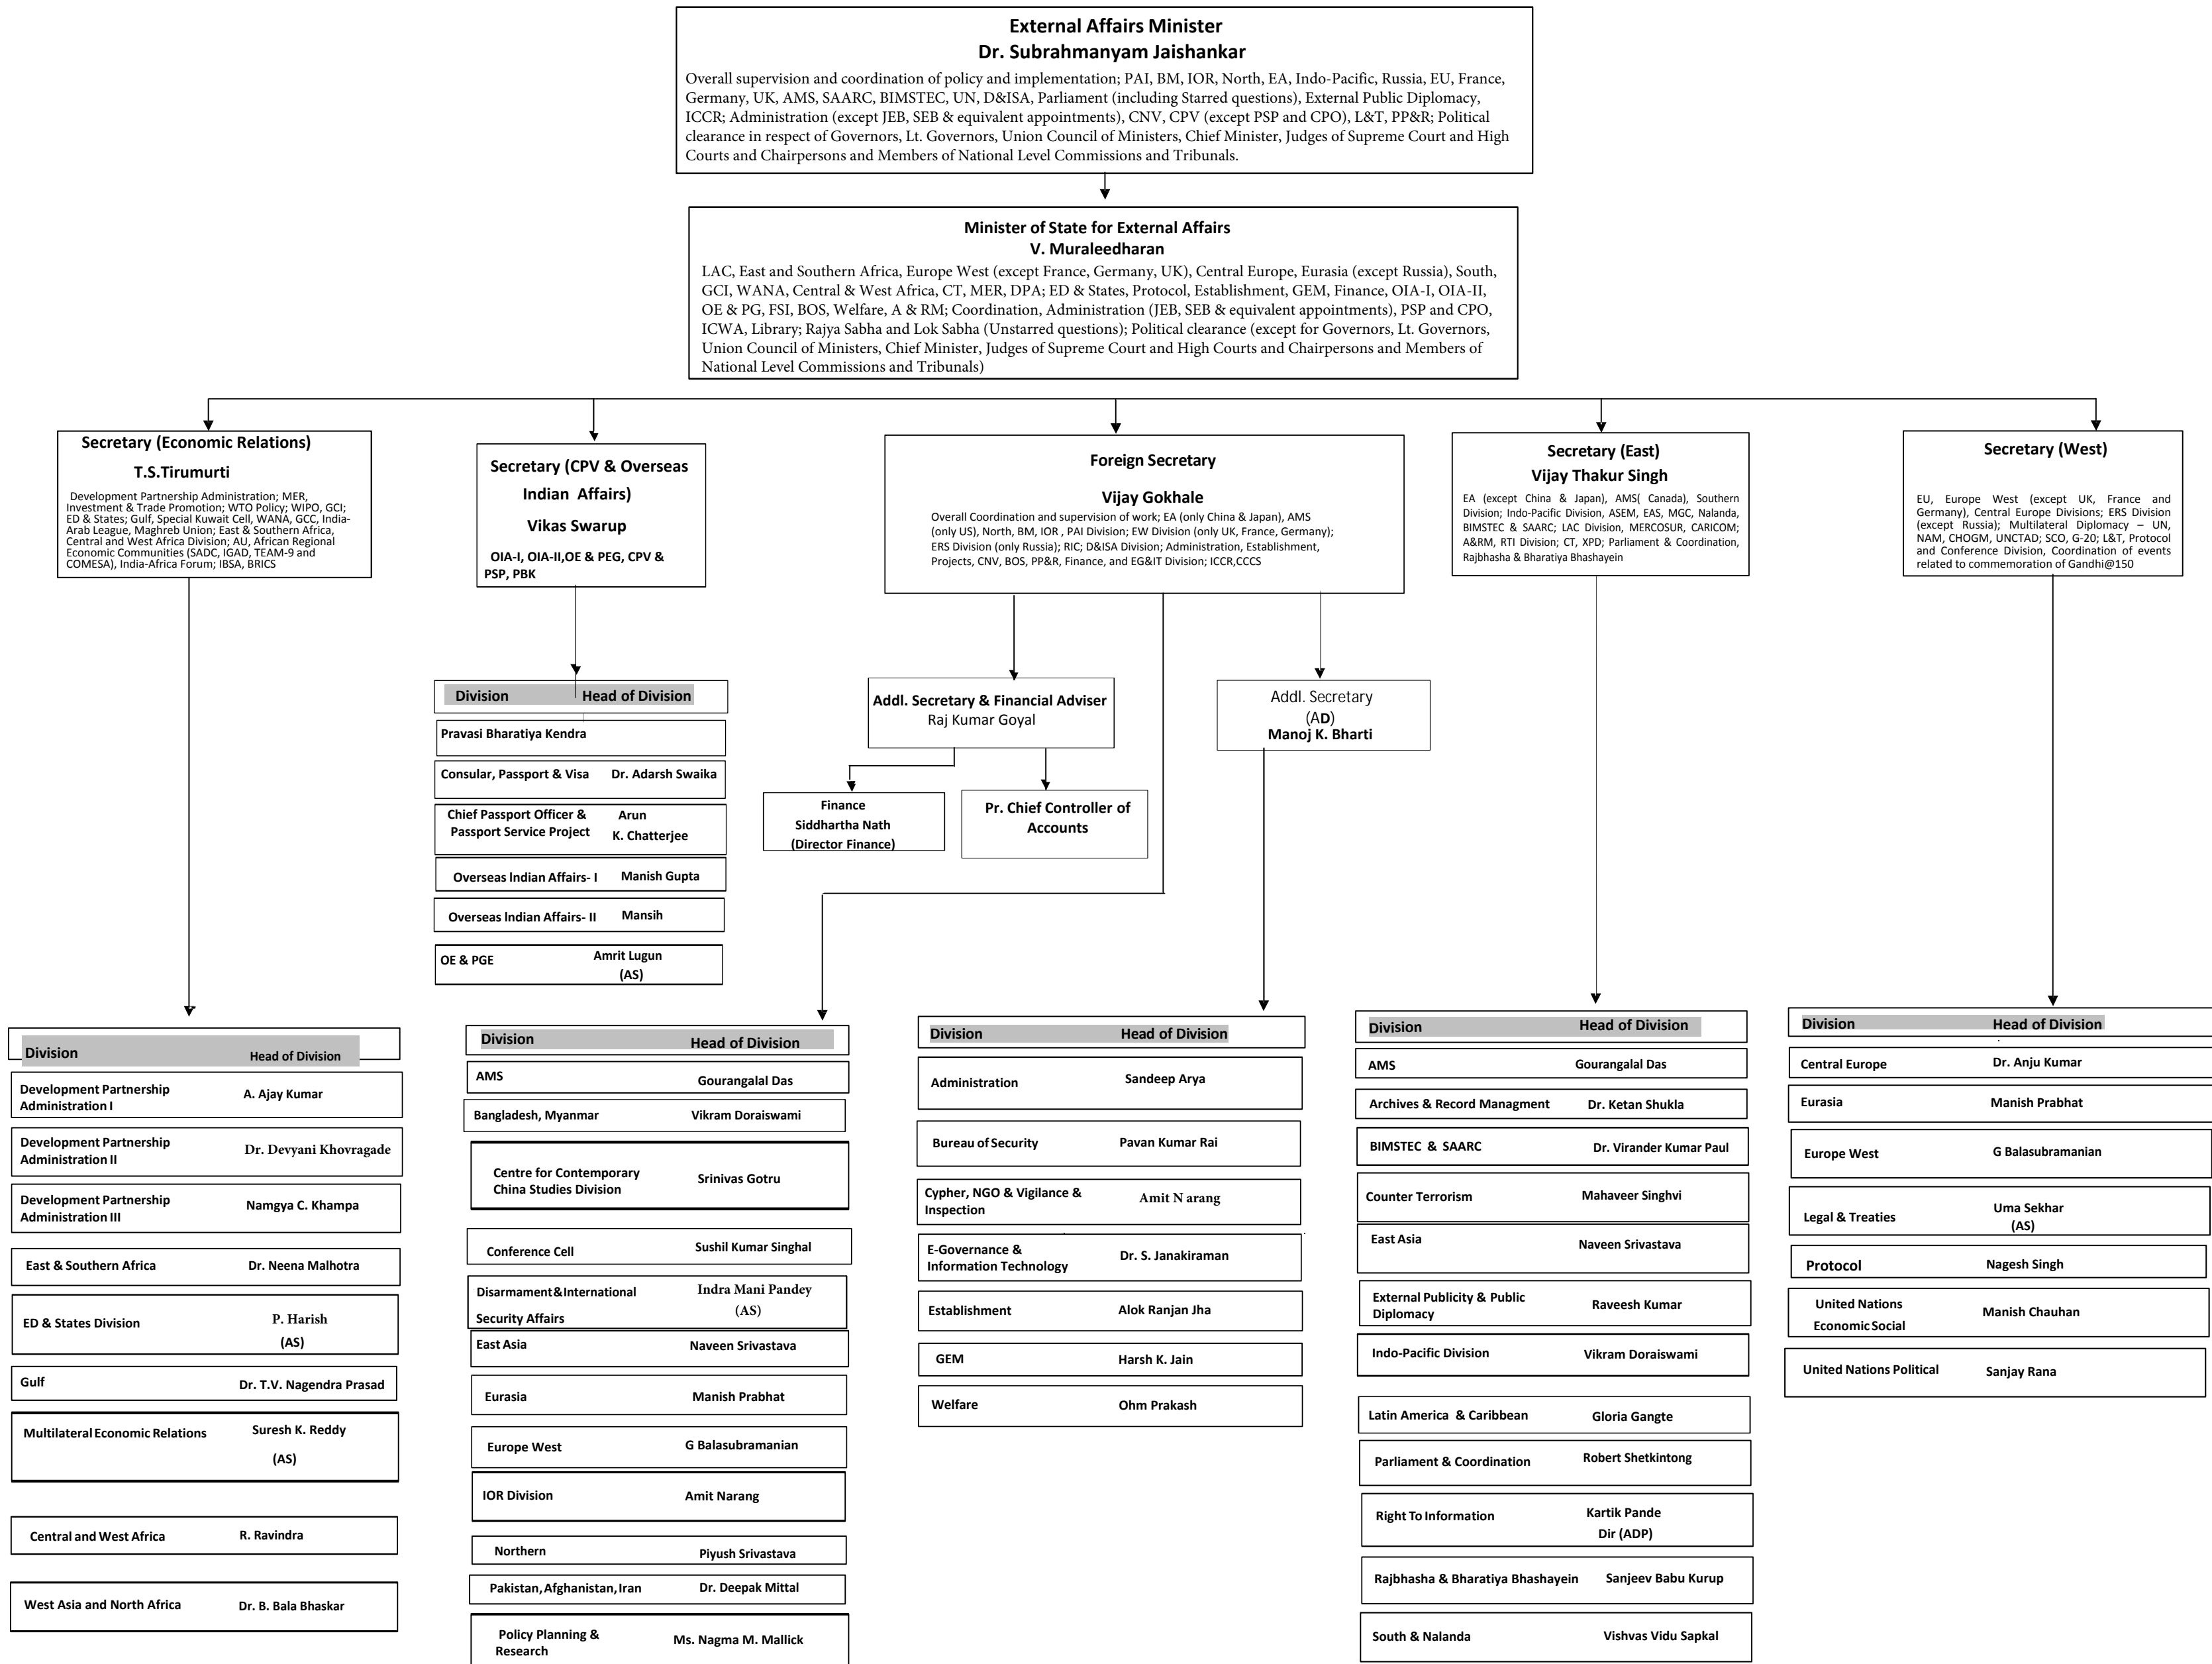 External Affairs Minister
Dr. Subrahmanyam Jaishankar
Overall supervision and coordination of policy and implementation; PAI, BM, IOR, North, EA, Indo-Pacific, Russia, EU, France,
Germany, UK, AMS, SAARC, BIMSTEC, UN, D&ISA, Parliament (including Starred questions), External Public Diplomacy,
ICCR; Administration (except JEB, SEB & equivalent appointments), CNV, CPV (except PSP and CPO), L&T, PP&R; Political
clearance in respect of Governors, Lt. Governors, Union Council of Ministers, Chief Minister, Judges of Supreme Court and High
Courts and Chairpersons and Members of National Level Commissions and Tribunals.
Minister of State for External Affairs
V. Muraleedharan
LAC, East and Southern Africa, Europe West (except France, Germany, UK), Central Europe, Eurasia (except Russia), South,
GCI, WANA, Central & West Africa, CT, MER, DPA; ED & States, Protocol, Establishment, GEM, Finance, OIA-I, OIA-II,
OE & PG, FSI, BOS, Welfare, A & RM; Coordination, Administration (JEB, SEB & equivalent appointments), PSP and CPO,
ICWA, Library; Rajya Sabha and Lok Sabha (Unstarred questions); Political clearance (except for Governors, Lt. Governors,
Union Council of Ministers, Chief Minister, Judges of Supreme Court and High Courts and Chairpersons and Members of
National Level Commissions and Tribunals)
Secretary (Economic Relations)
T.S.Tirumurti
Development Partnership Administration; MER,
Investment & Trade Promotion; WTO Policy; WIPO, GCI;
ED & States; Gulf, Special Kuwait Cell, WANA, GCC, India-
Arab League, Maghreb Union; East & Southern Africa,
Central and West Africa Division; AU, African Regional
Economic Communities (SADC, IGAD, TEAM-9 and
COMESA), India-Africa Forum; IBSA, BRICS
Secretary (CPV & Overseas
Indian Affairs)
Vikas Swarup
OIA-I, OIA-II,OE & PEG, CPV &
PSP, PBK
Foreign Secretary
Vijay Gokhale
Overall Coordination and supervision of work; EA (only China & Japan), AMS
(only US), North, BM, IOR , PAI Division; EW Division (only UK, France, Germany);
ERS Division (only Russia); RIC; D&ISA Division; Administration, Establishment,
Projects, CNV, BOS, PP&R, Finance, and EG&IT Division; ICCR,CCCS
Secretary (East)
Vijay Thakur Singh
EA (except China & Japan), AMS( Canada), Southern
Division; Indo-Pacific Division, ASEM, EAS, MGC, Nalanda,
BIMSTEC & SAARC; LAC Division, MERCOSUR, CARICOM;
A&RM, RTI Division; CT, XPD; Parliament & Coordination,
Rajbhasha & Bharatiya Bhashayein
Secretary (West)
EU, Europe West (except UK, France and
Germany), Central Europe Divisions; ERS Division
(except Russia); Multilateral Diplomacy – UN,
NAM, CHOGM, UNCTAD; SCO, G-20; L&T, Protocol
and Conference Division, Coordination of events
related to commemoration of Gandhi@150
Division Head of Division
Pravasi Bharatiya Kendra
Consular, Passport & Visa Dr. Adarsh Swaika
Chief Passport Officer & Arun
Passport Service Project K. Chatterjee
Overseas Indian Affairs- I Manish Gupta
Overseas Indian Affairs- II Mansih
OE & PGE Amrit Lugun
(AS)
Addl. Secretary & Financial Adviser
Raj Kumar Goyal
Finance
Siddhartha Nath
(Director Finance)
Pr. Chief Controller of
Accounts
Addl. Secretary
(AD)
Manoj K. Bharti
Division Head of Division
Development Partnership
Administration I A. Ajay Kumar
Development Partnership
Administration II Dr. Devyani Khovragade
Development Partnership
Administration III Namgya C. Khampa
East & Southern Africa Dr. Neena Malhotra
ED & States Division P. Harish
(AS)
Gulf Dr. T.V. Nagendra Prasad
Multilateral Economic Relations Suresh K. Reddy
(AS)
Central and West Africa R. Ravindra
West Asia and North Africa Dr. B. Bala Bhaskar
Division Head of Division
AMS Gourangalal Das
Bangladesh, Myanmar Vikram Doraiswami
Centre for Contemporary
China Studies Division Srinivas Gotru
Conference Cell Sushil Kumar Singhal
Disarmament&International Indra Mani Pandey
Security Affairs (AS)
East Asia Naveen Srivastava
Eurasia Manish Prabhat
Europe West G Balasubramanian
IOR Division Amit Narang
Northern Piyush Srivastava
Pakistan,Afghanistan,Iran Dr. Deepak Mittal
Policy Planning &
Research Ms. Nagma M. Mallick
Division Head of Division
Administration Sandeep Arya
Bureau of Security Pavan Kumar Rai
Cypher, NGO & Vigilance &
Inspection Amit N arang
E-Governance &
Information Technology Dr. S. Janakiraman
Establishment Alok Ranjan Jha
GEM Harsh K. Jain
Welfare Ohm Prakash
Division Head of Division
AMS Gourangalal Das
Archives & Record Managment Dr. Ketan Shukla
BIMSTEC & SAARC Dr. Virander Kumar Paul
Counter Terrorism Mahaveer Singhvi
East Asia Naveen Srivastava
External Publicity & Public
Diplomacy Raveesh Kumar
Indo-Pacific Division Vikram Doraiswami
Latin America & Caribbean Gloria Gangte
Parliament & Coordination Robert Shetkintong
Right To Information Kartik Pande
Dir (ADP)
Rajbhasha & Bharatiya Bhashayein Sanjeev Babu Kurup
South & Nalanda Vishvas Vidu Sapkal
Division Head of Division
Central Europe Dr. Anju Kumar
Eurasia Manish Prabhat
Europe West G Balasubramanian
Legal & Treaties Uma Sekhar
(AS)
Protocol Nagesh Singh
United Nations
Economic Social Manish Chauhan
United Nations Political Sanjay Rana